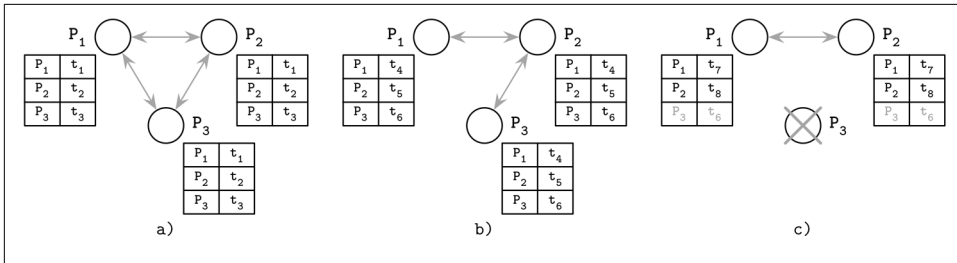 P1 P2 P1 P2 P1 P2
P1 t1 P1 t1 P1 t4 P1 t4 P1 t7 P1 t7
P2 t2 P2 t2 P2 t5 P2 t5 P2 t8 P2 t8
P3 t3 P3 t3 P3 t6 P3 t6 P3 t6 P3 t6
P3 P3 P3
P1 t1 P1 t4
P2 t2 P2 t5
P3 t3 P3 t6
a) b) c)